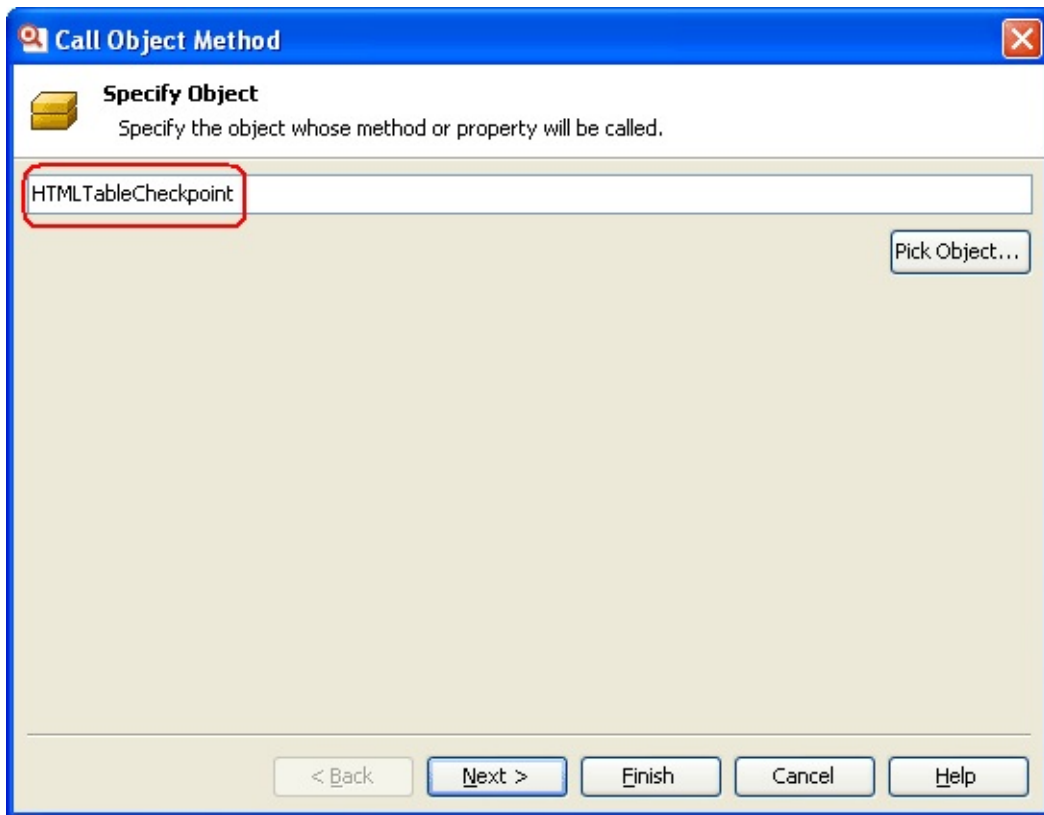 Call Object Method
Specify Object
Specify the object whose method or property will be called.
HTMLTableCheckpoint
Pick Object...
< Back Next > Finish Cancel Help